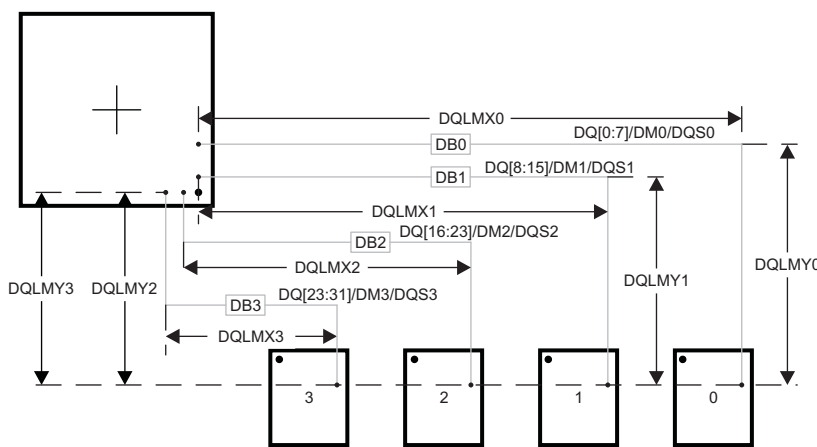 DQLMX0
DQ[0:7]/DM0/DQS0
DB0
DQ[8:15]/DM1/DQS1
DB1
DQLMX1
DQ[16:23]/DM2/DQS2
DB2
DQLMX2
DQLMY3
DQLMY2
DQLMY1
DQLMY0
DQ[23:31]/DM3/DQS3
DB3
DQLMX3
3
2
1
0